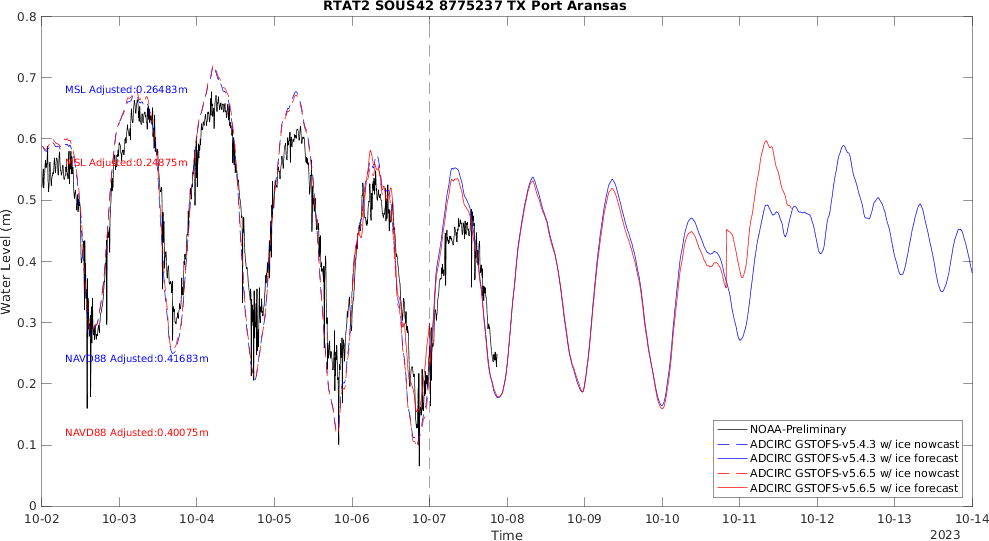 RTAT2 SOUS42 8775237 TX Port Aransas
0.8
0.7
0.6
0.5
0.4
0.3
0.2
0.1
0
Water Level (m)
MSL Adjusted:0.26483m
MSL Adjusted:0.24875m
NAVD88 Adjusted:0.41683m
NAVD88 Adjusted:0.40075m
NOAA-Preliminary
ADCIRC GSTOFS-v5.4.3 w/ ice nowcast
ADCIRC GSTOFS-v5.4.3 w/ ice forecast
ADCIRC GSTOFS-v5.6.5 w/ ice nowcast
ADCIRC GSTOFS-v5.6.5 w/ ice forecast
10-02 10-03 10-04 10-05 10-06 10-07 10-08 10-09 10-10 10-11 10-12 10-13 10-14
Time
2023